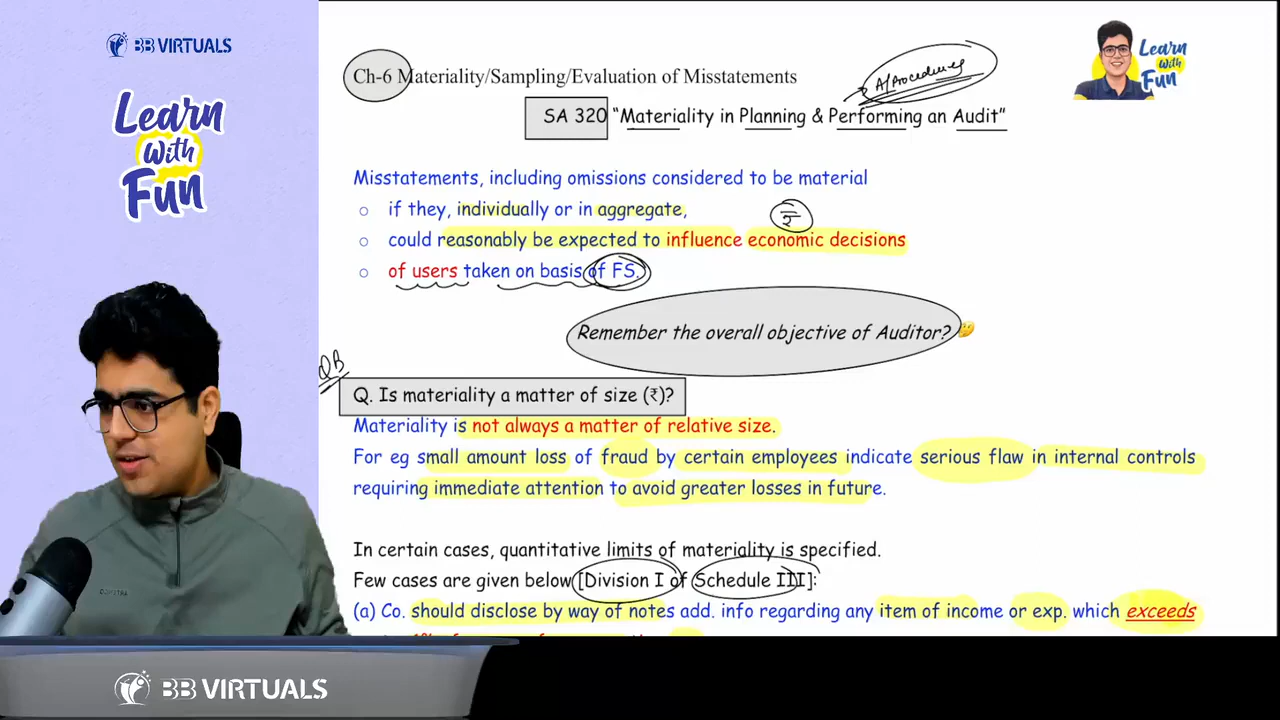 BB VIRTUALS
Learn
With
Fun
Ch-6 Materiality/Sampling/Evaluation of Misstatements
A/Procedures
Learn
With
Fun
SA 320 “Materiality in Planning & Performing an Audit”
Misstatements, including omissions considered to be material
o if they, individually or in aggregate,
o could reasonably be expected to influence economic decisions
o of users taken on basis of FS.
Remember the overall objective of Auditor? 🤔
QB
Q. Is materiality a matter of size (₹)?
Materiality is not always a matter of relative size.
For eg small amount loss of fraud by certain employees indicate serious flaw in internal controls
requiring immediate attention to avoid greater losses in future.
In certain cases, quantitative limits of materiality is specified.
Few cases are given below [Division I of Schedule III]:
(a) Co. should disclose by way of notes add. info regarding any item of income or exp. which exceeds
BB VIRTUALS